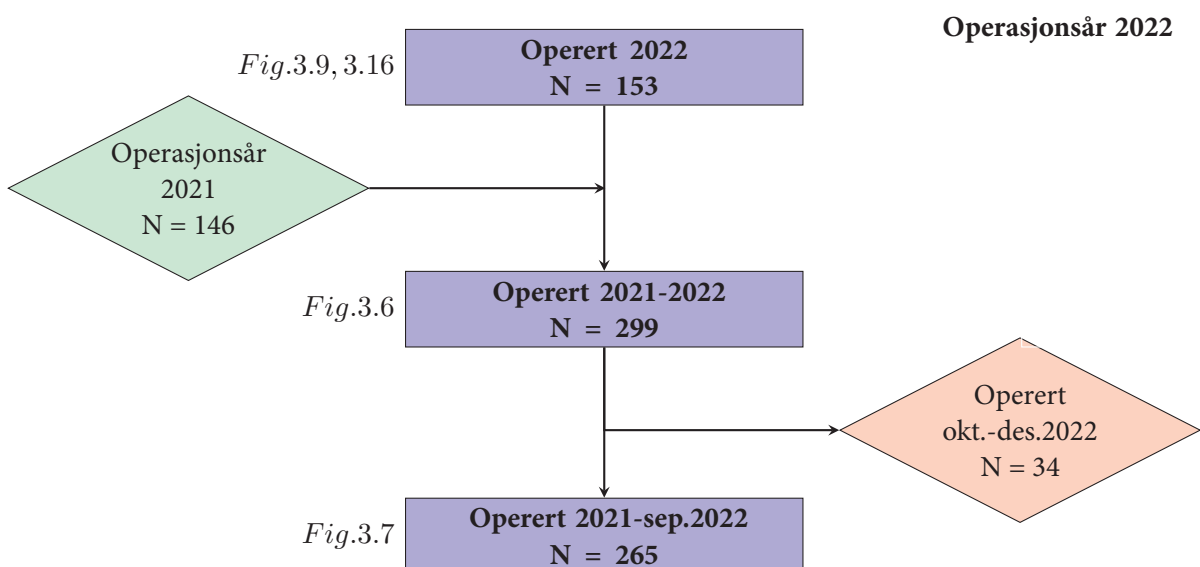 Operasjonsår 2022
Operert 2022
N = 153
Fig.3.9, 3.16
Operasjonsår
2021
N = 146
Operert 2021-2022
N = 299
Fig.3.6
Operert
okt.-des.2022
N = 34
Operert 2021-sep.2022
N = 265
Fig.3.7